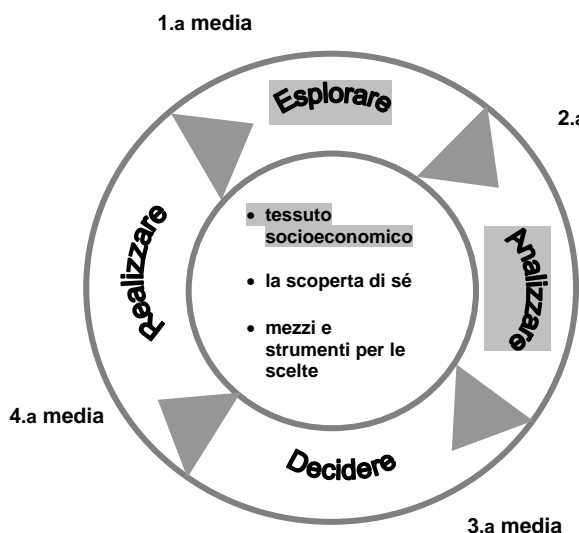 1.a media
Esplorare
2.a
• tessuto
socioeconomico
Analizzare
Realizzare
• la scoperta di sé
• mezzi e
strumenti per le
scelte
4.a media
Decidere
3.a media